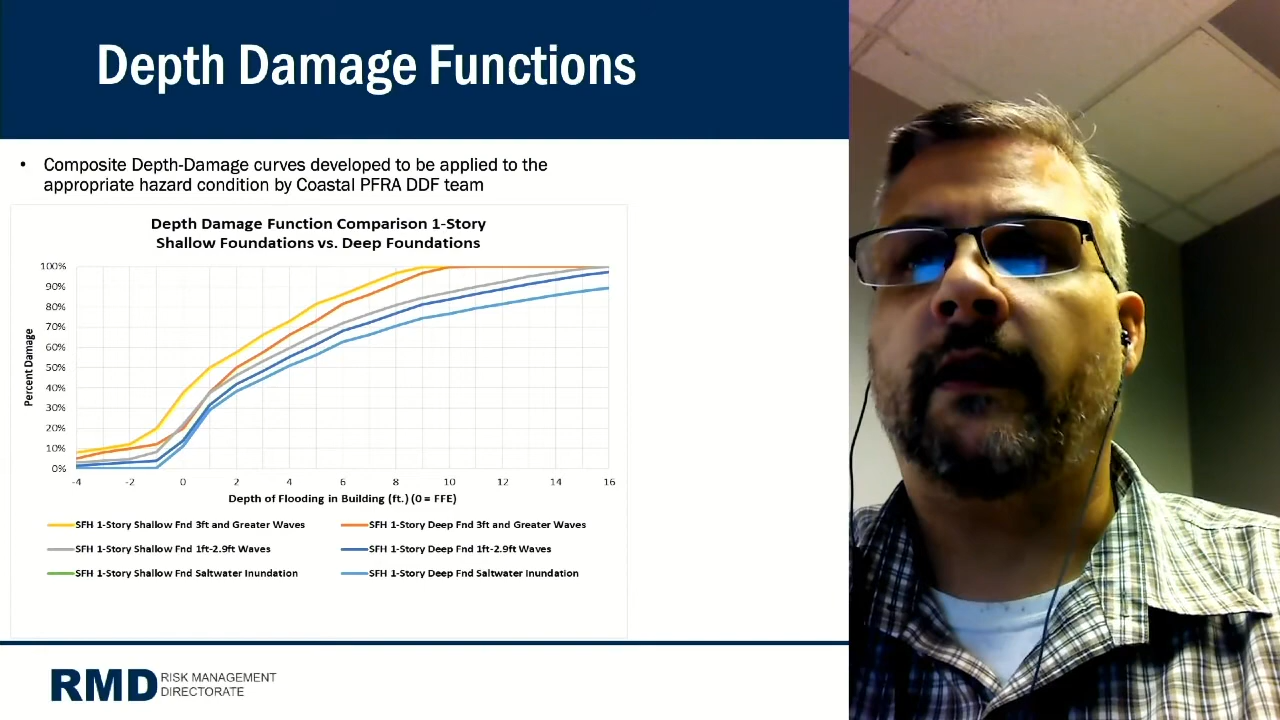 Depth Damage Functions
• Composite Depth-Damage curves developed to be applied to the
appropriate hazard condition by Coastal PFRA DDF team
Depth Damage Function Comparison 1-Story
Shallow Foundations vs. Deep Foundations
100%
90%
80%
70%
60%
50%
40%
30%
20%
10%
0%
Percent Damage
-4 -2 0 2 4 6 8 10 12 14 16
Depth of Flooding in Building (ft.) (0 = FFE)
SFH 1-Story Shallow Fnd 3ft and Greater Waves SFH 1-Story Deep Fnd 3ft and Greater Waves
SFH 1-Story Shallow Fnd 1ft-2.9ft Waves SFH 1-Story Deep Fnd 1ft-2.9ft Waves
SFH 1-Story Shallow Fnd Saltwater Inundation SFH 1-Story Deep Fnd Saltwater Inundation
RMD RISK MANAGEMENT
DIRECTORATE